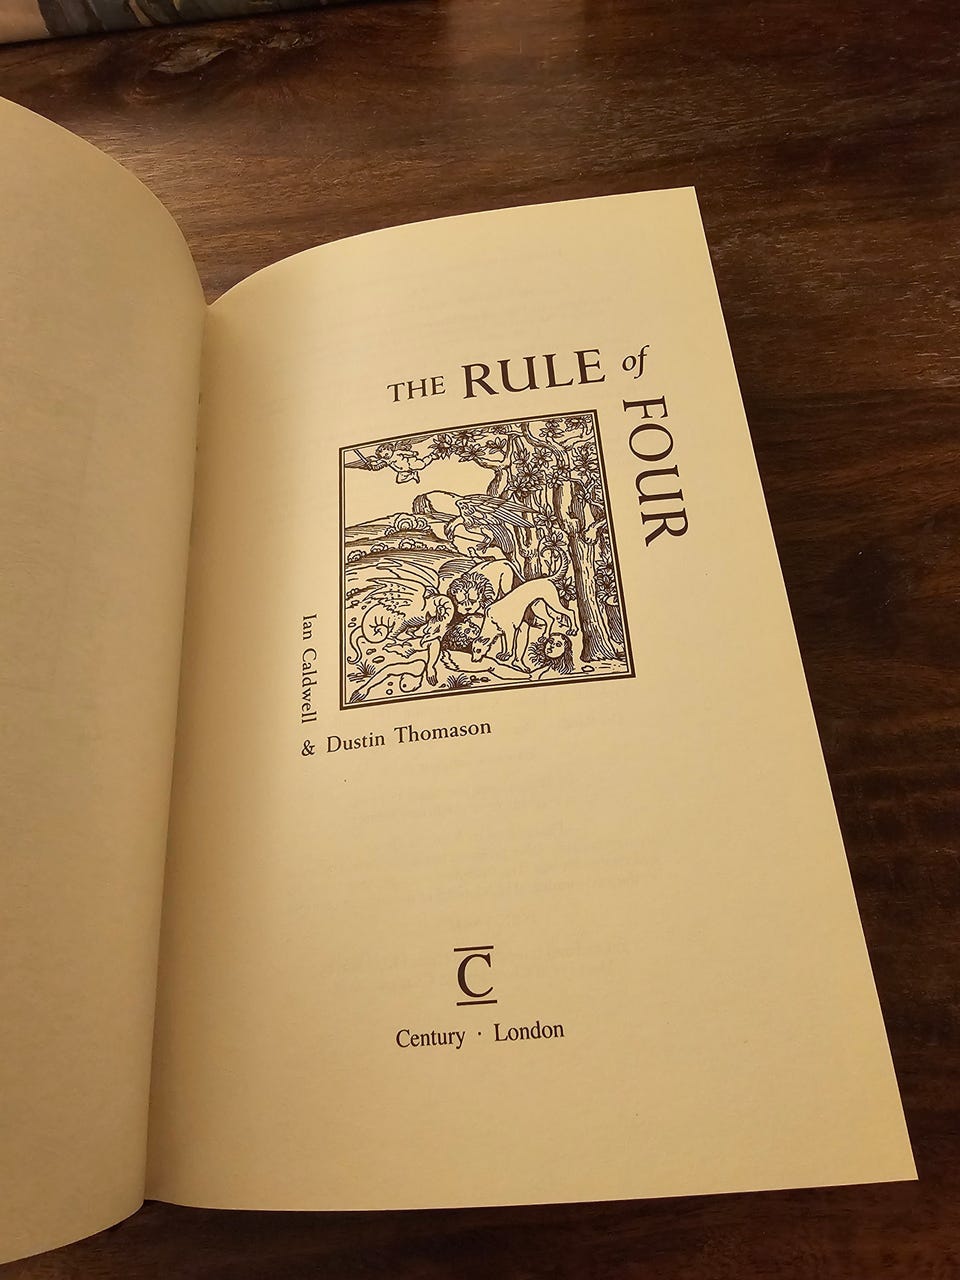 THE RULE of
FOUR
Ian Caldwell
& Dustin Thomason
C
Century · London